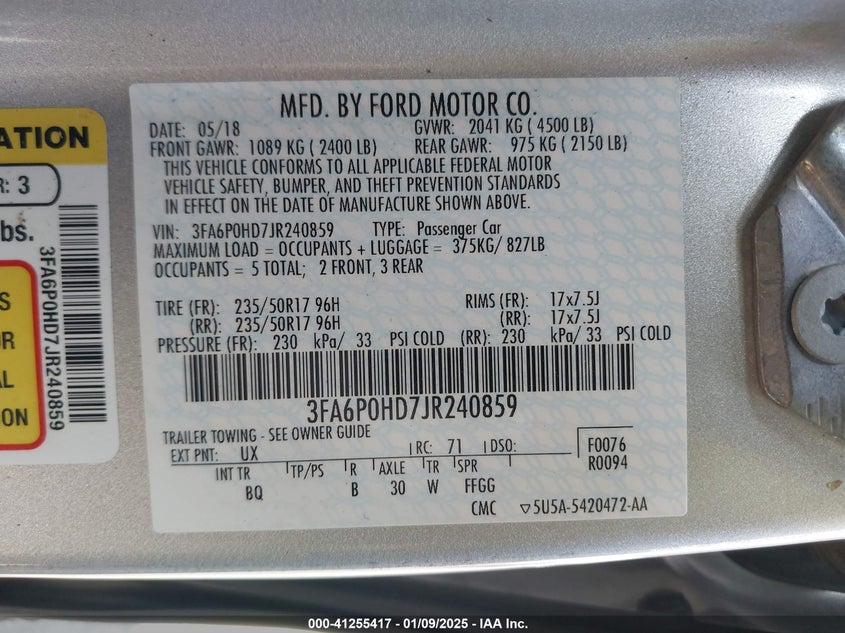 ATION
R: 3
bs.
S
UR
AL
ION
3FA6P0HD7JR240859
MFD. BY FORD MOTOR CO.
DATE: 05/18 GVWR: 2041 KG ( 4500 LB)
FRONT GAWR: 1089 KG ( 2400 LB) REAR GAWR: 975 KG ( 2150 LB)
THIS VEHICLE CONFORMS TO ALL APPLICABLE FEDERAL MOTOR
VEHICLE SAFETY, BUMPER, AND THEFT PREVENTION STANDARDS
IN EFFECT ON THE DATE OF MANUFACTURE SHOWN ABOVE.
VIN: 3FA6P0HD7JR240859 TYPE: Passenger Car
MAXIMUM LOAD = OCCUPANTS + LUGGAGE = 375KG/ 827LB
OCCUPANTS = 5 TOTAL; 2 FRONT, 3 REAR
TIRE (FR): 235/50R17 96H RIMS (FR): 17x7.5J
(RR): 235/50R17 96H (RR): 17x7.5J
PRESSURE (FR): 230 kPa/ 33 PSI COLD (RR): 230 kPa/ 33 PSI COLD
3FA6P0HD7JR240859
TRAILER TOWING - SEE OWNER GUIDE
EXT PNT: UX RC: 71 DSO: F0076
R0094
INT TR TP/PS R AXLE TR SPR
BQ B 30 W FFGG
CMC ▽5U5A-5420472-AA
000-41255417 - 01/09/2025 - IAA Inc.